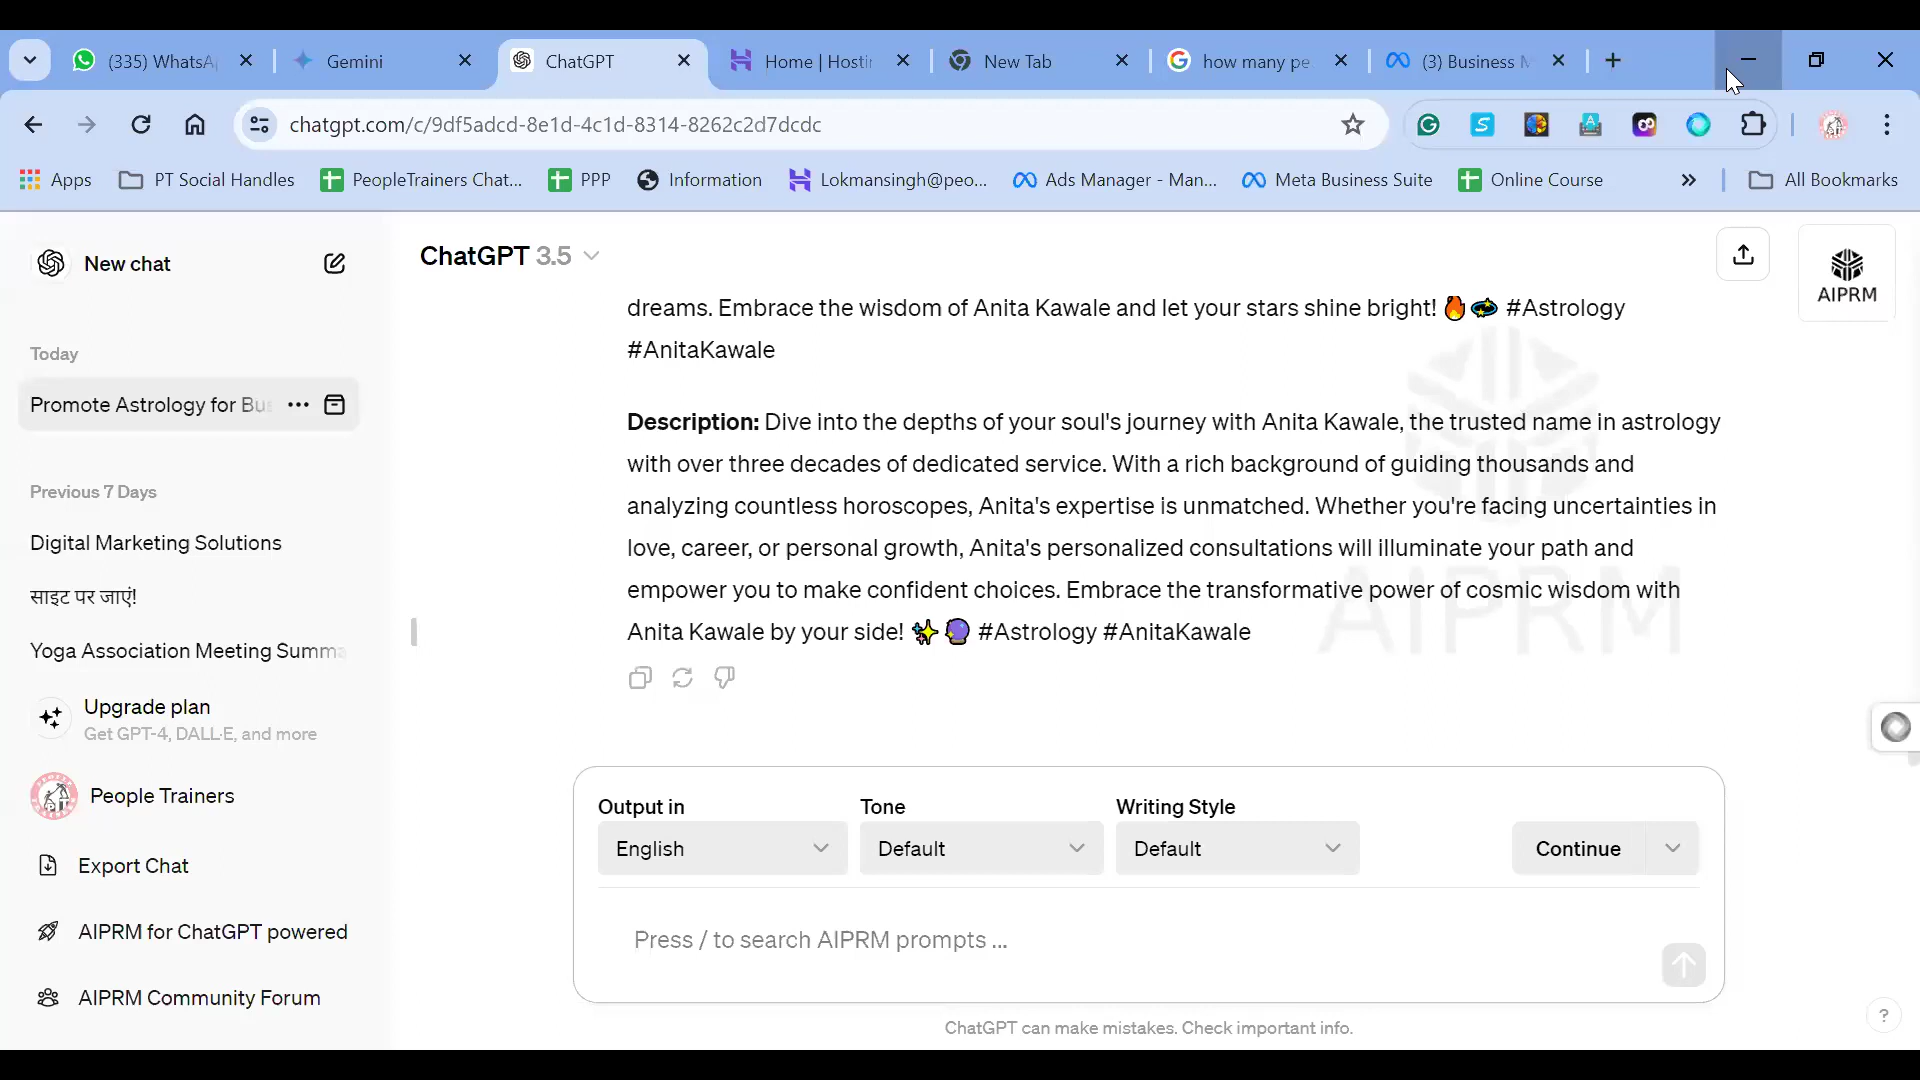 (335) WhatsA
Gemini
ChatGPT
Home | Hostin
New Tab
how many pe
(3) Business M
chatgpt.com/c/9df5adcd-8e1d-4c1d-8314-8262c2d7dcdc
Apps
PT Social Handles
PeopleTrainers Chat...
PPP
Information
Lokmansingh@peo...
Ads Manager - Man...
Meta Business Suite
Online Course
All Bookmarks
New chat
ChatGPT 3.5
AIPRM
dreams. Embrace the wisdom of Anita Kawale and let your stars shine bright! 🔥💫 #Astrology
#AnitaKawale
Today
Promote Astrology for Bus
Description: Dive into the depths of your soul's journey with Anita Kawale, the trusted name in astrology
with over three decades of dedicated service. With a rich background of guiding thousands and
analyzing countless horoscopes, Anita's expertise is unmatched. Whether you're facing uncertainties in
love, career, or personal growth, Anita's personalized consultations will illuminate your path and
empower you to make confident choices. Embrace the transformative power of cosmic wisdom with
Anita Kawale by your side! ✨🔮 #Astrology #AnitaKawale
AIPRM
Previous 7 Days
Digital Marketing Solutions
साइट पर जाएं!
Yoga Association Meeting Summa
Upgrade plan
Get GPT-4, DALL·E, and more
People Trainers
Export Chat
AIPRM for ChatGPT powered
AIPRM Community Forum
Output in
Tone
Writing Style
English
Default
Default
Continue
Press / to search AIPRM prompts ...
ChatGPT can make mistakes. Check important info.
?